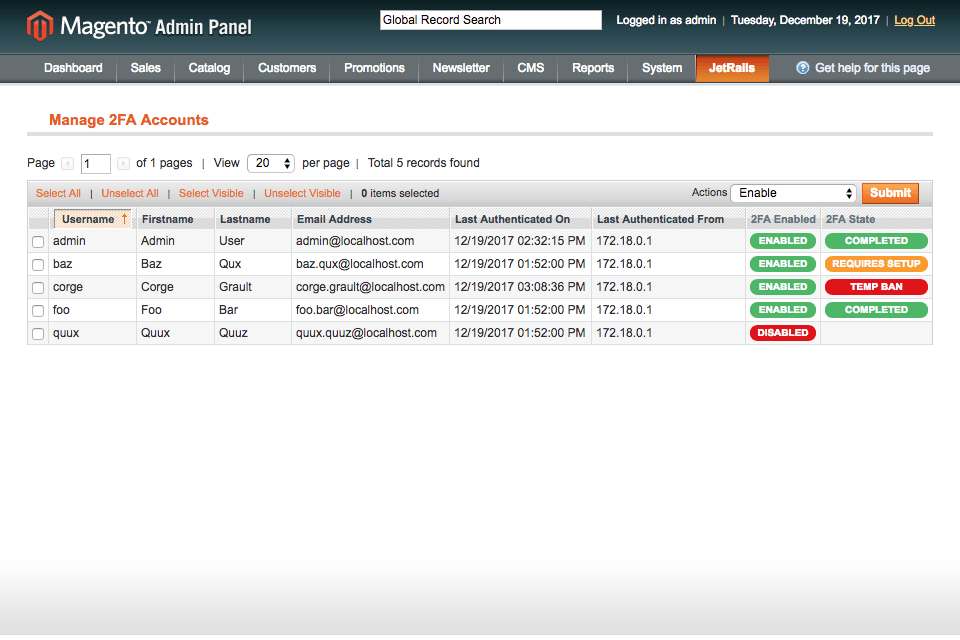 Magento™ Admin Panel Global Record Search Logged in as admin | Tuesday, December 19, 2017 | Log Out
Dashboard Sales Catalog Customers Promotions Newsletter CMS Reports System JetRails ? Get help for this page
Manage 2FA Accounts
Page 1 of 1 pages | View 20 per page | Total 5 records found
Select All | Unselect All | Select Visible | Unselect Visible | 0 items selected Actions Enable Submit
Username ↑ Firstname Lastname Email Address Last Authenticated On Last Authenticated From 2FA Enabled 2FA State
admin Admin User admin@localhost.com 12/19/2017 02:32:15 PM 172.18.0.1 ENABLED COMPLETED
baz Baz Qux baz.qux@localhost.com 12/19/2017 01:52:00 PM 172.18.0.1 ENABLED REQUIRES SETUP
corge Corge Grault corge.grault@localhost.com 12/19/2017 03:08:36 PM 172.18.0.1 ENABLED TEMP BAN
foo Foo Bar foo.bar@localhost.com 12/19/2017 01:52:00 PM 172.18.0.1 ENABLED COMPLETED
quux Quux Quuz quux.quuz@localhost.com 12/19/2017 01:52:00 PM 172.18.0.1 DISABLED